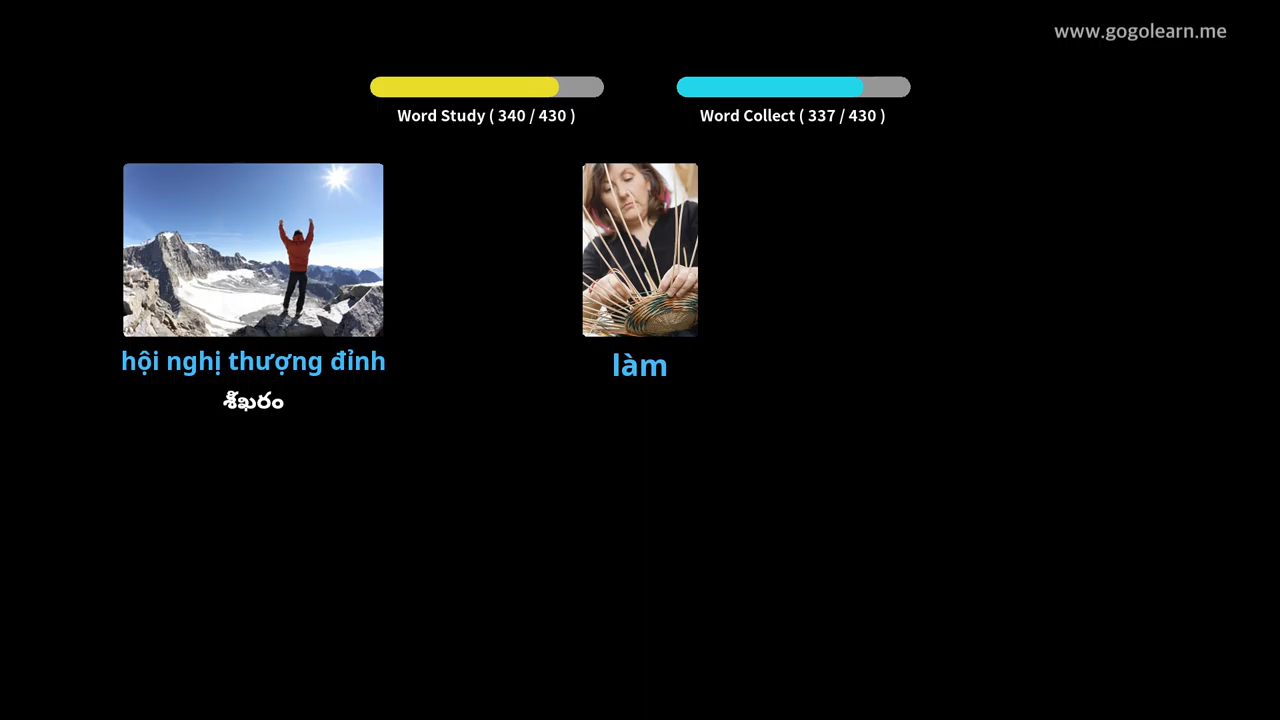 www.gogolearn.me
Word Study ( 340 / 430 )
Word Collect ( 337 / 430 )
hội nghị thượng đỉnh
làm
శిఖరం